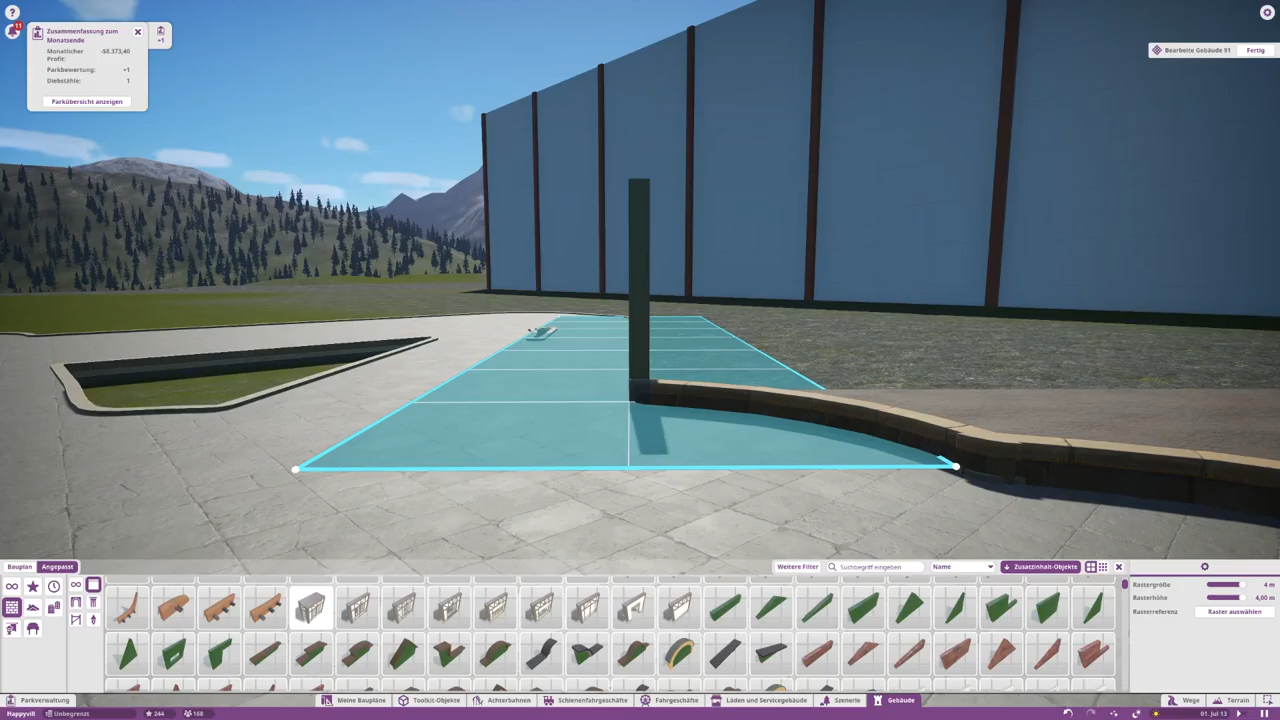 ?
11
Zusammenfassung zum
Monatsende
Monatlicher
Profit:
-$8.373,40
Parkbewertung:
+1
Diebstähle:
1
Parkübersicht anzeigen
+1
Bearbeite Gebäude 91
Fertig
Bauplan
Angepasst
Weitere Filter
Suchbegriff eingeben
Name
Zusatzinhalt-Objekte
Rastergröße
4 m
Rasterhöhe
4,00 m
Rasterreferenz
Raster auswählen
Parkverwaltung
Meine Baupläne
Toolkit-Objekte
Achterbahnen
Schienenfahrgeschäfte
Fahrgeschäfte
Läden und Servicegebäude
Szenerie
Gebäude
Wege
Terrain
Happyvill
Unbegrenzt
244
168
01. Jul 13